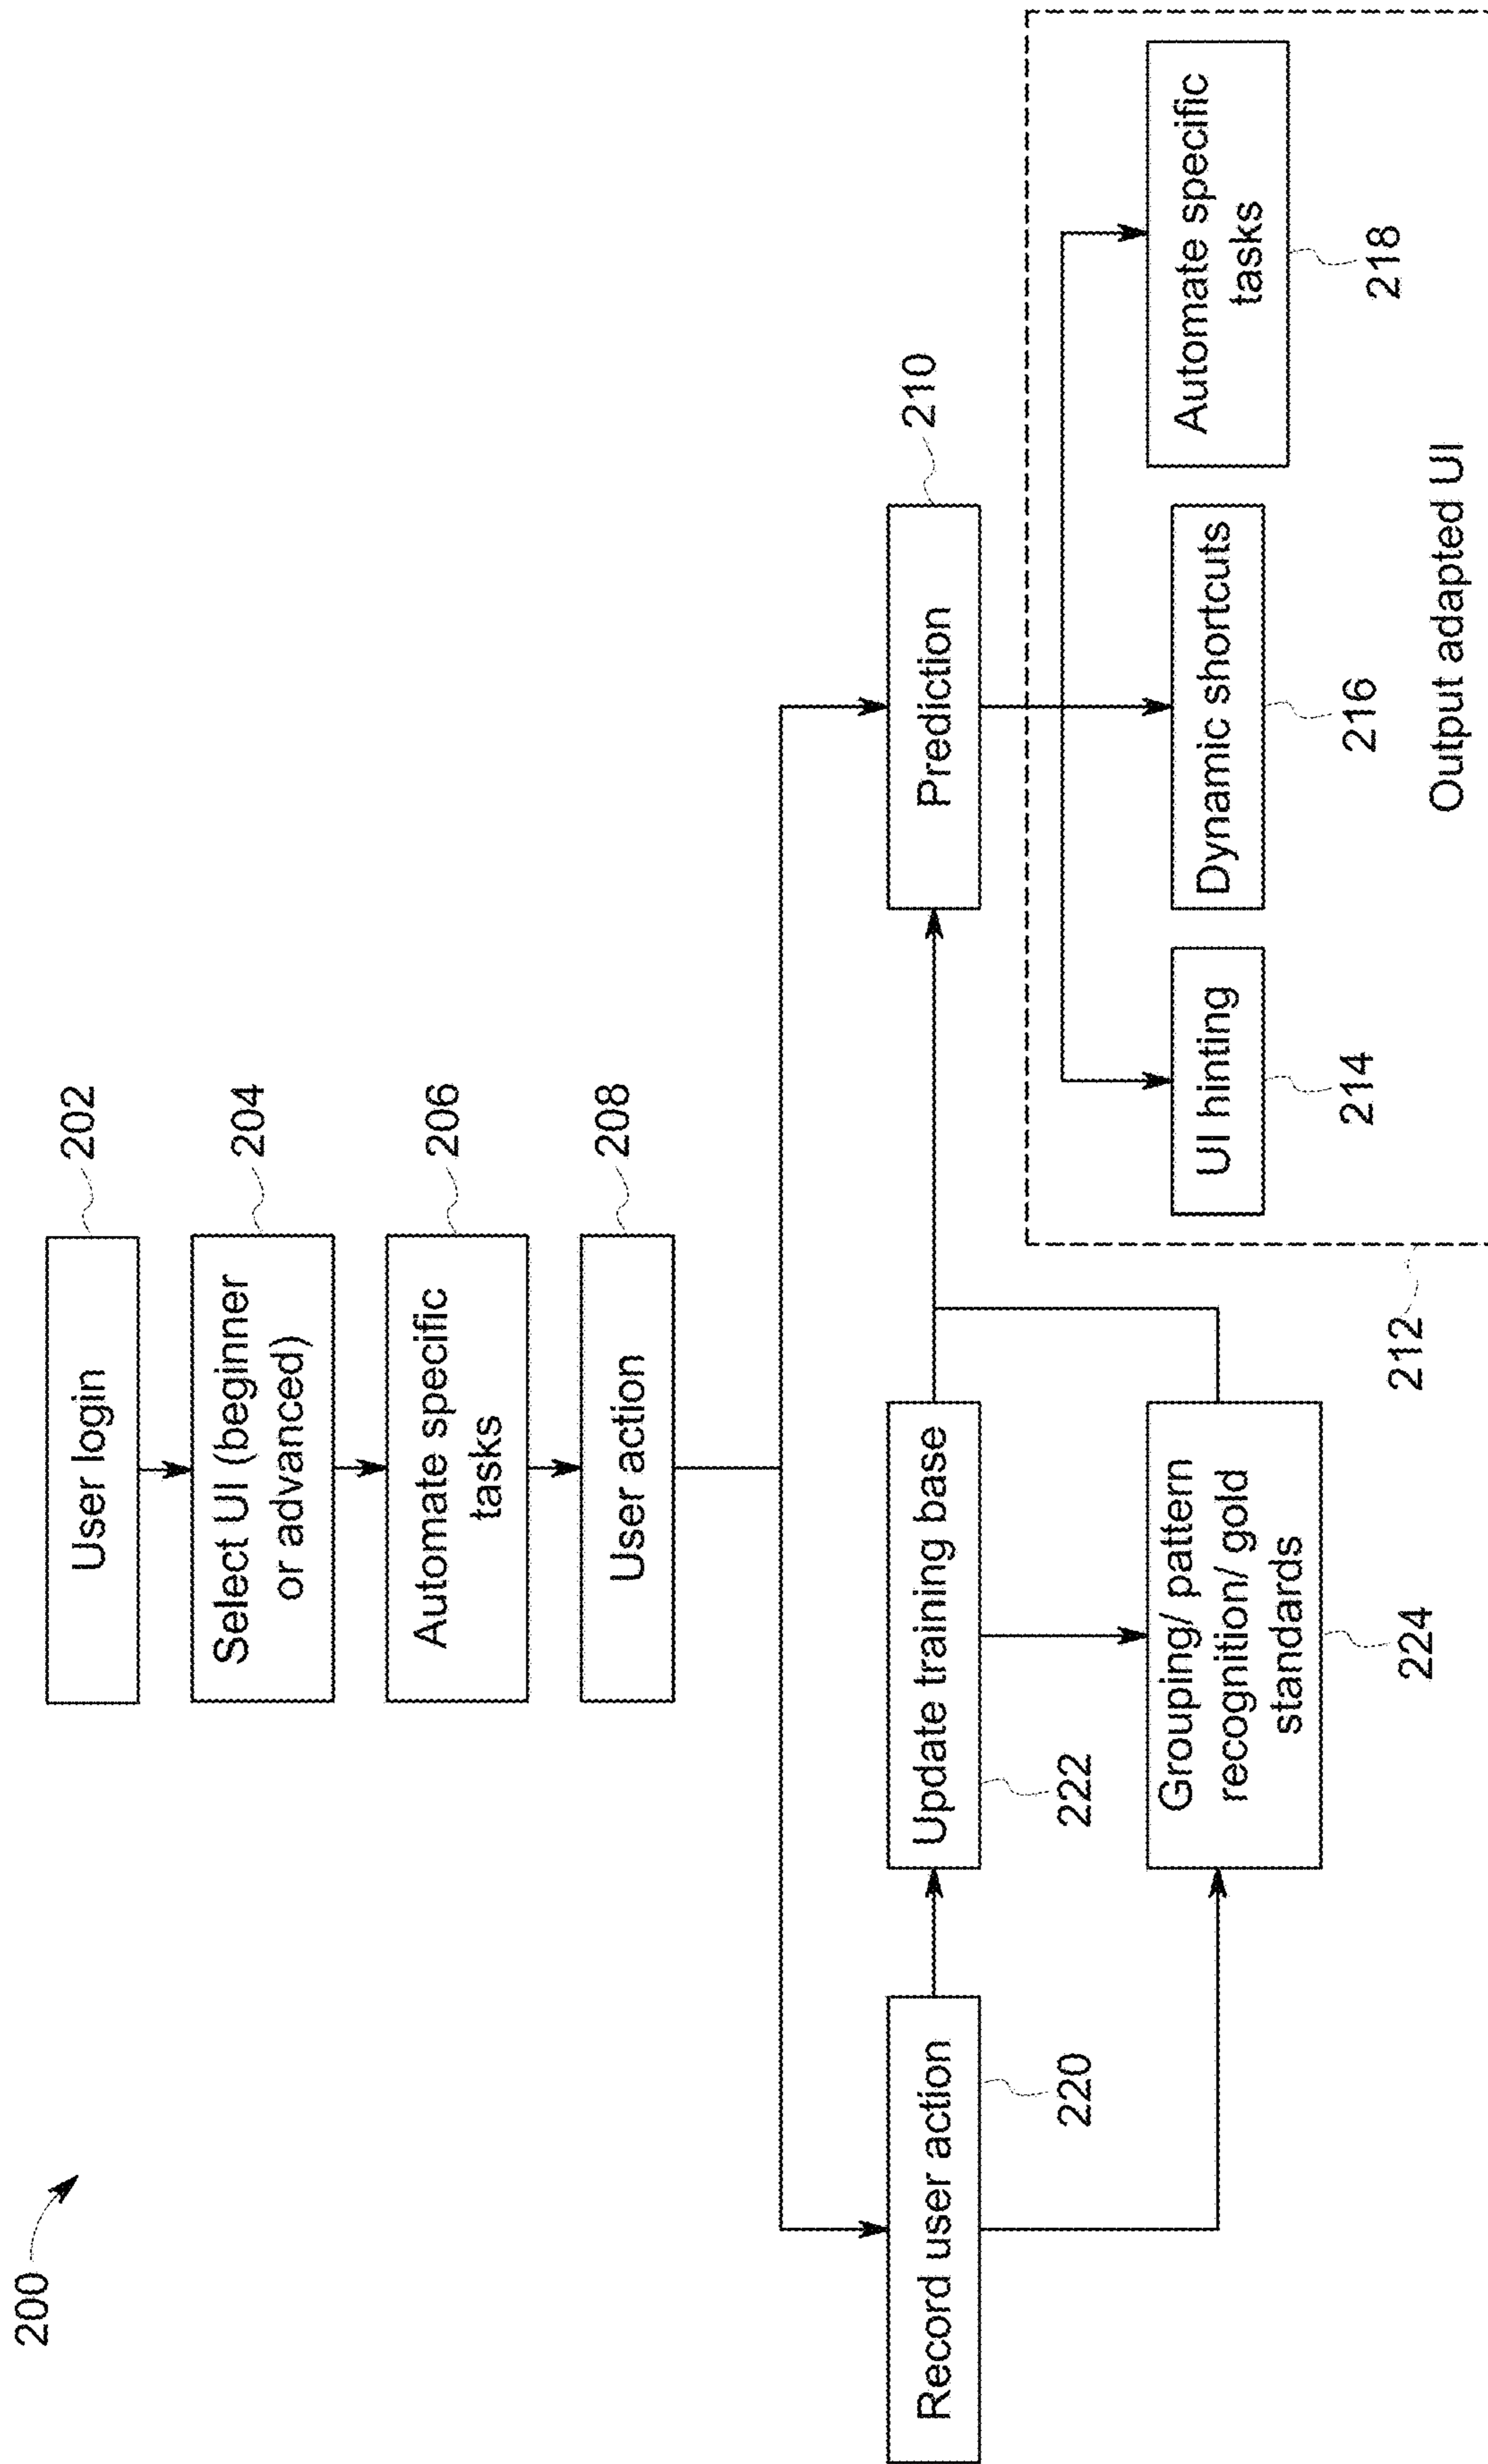 200
User login
202
Select UI (beginner
or advanced)
204
Automate specific
tasks
206
User action
208
Record user action
220
Update training base
222
Grouping/ pattern
recognition/ gold
standards
224
Prediction
210
212
UI hinting
214
Dynamic shortcuts
216
Automate specific
tasks
218
Output adapted UI